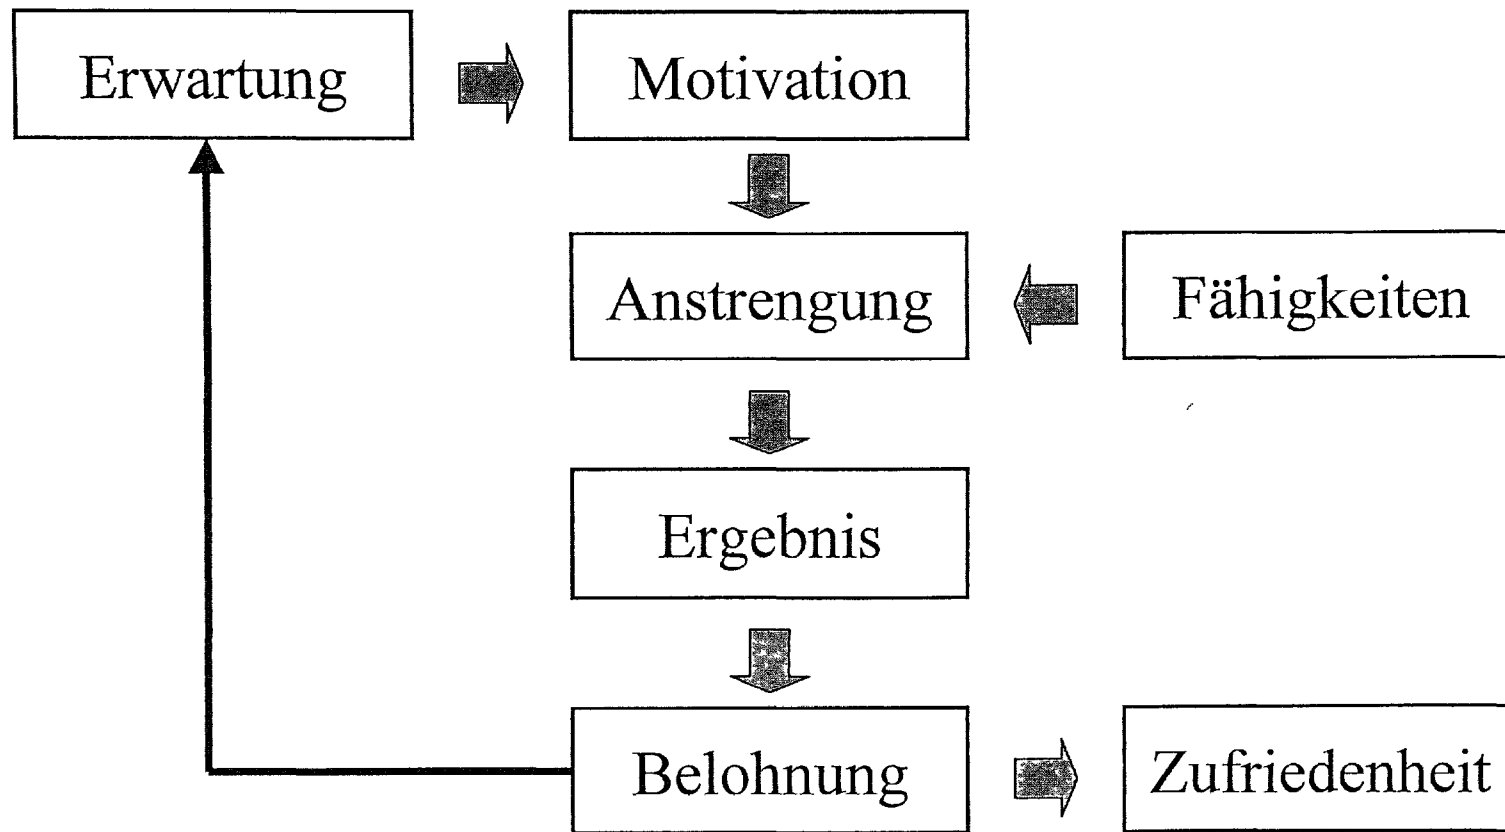 Erwartung
Motivation
Anstrengung
Fähigkeiten
Ergebnis
Belohnung
Zufriedenheit